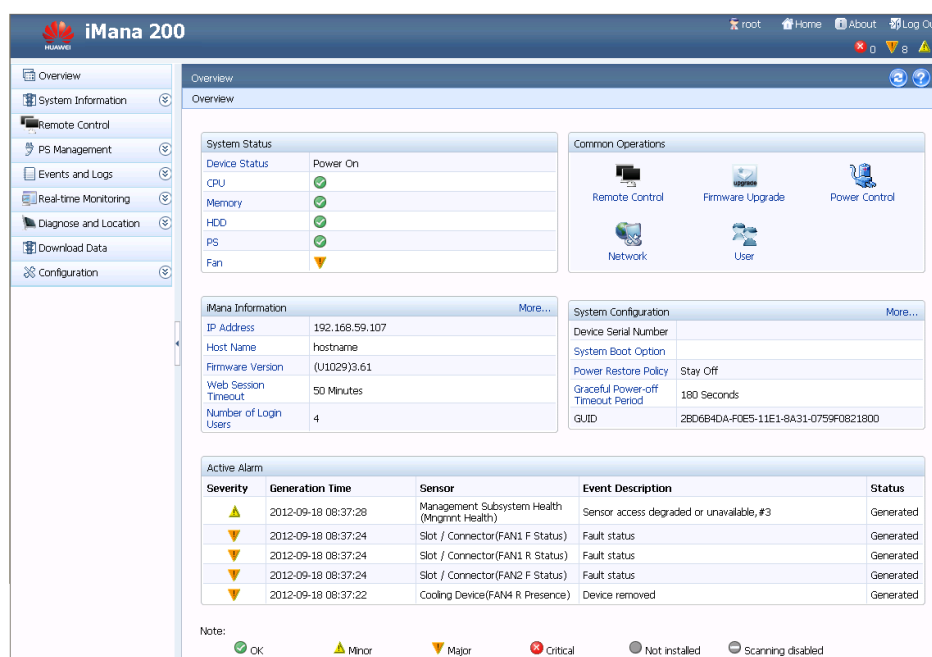 HUAWEI
iMana 200
root Home About Log Ou
0 8
Overview
System Information
Remote Control
PS Management
Events and Logs
Real-time Monitoring
Diagnose and Location
Download Data
Configuration
Overview
Overview
System Status
Device Status Power On
CPU
Memory
HDD
PS
Fan
Common Operations
upgrade
Remote Control Firmware Upgrade Power Control
Network User
iMana Information More...
IP Address 192.168.59.107
Host Name hostname
Firmware Version (U1029)3.61
Web Session
Timeout 50 Minutes
Number of Login
Users 4
System Configuration More...
Device Serial Number
System Boot Option
Power Restore Policy Stay Off
Graceful Power-off
Timeout Period 180 Seconds
GUID 2BD6B4DA-F0E5-11E1-8A31-0759F0821800
Active Alarm
Severity Generation Time Sensor Event Description Status
2012-09-18 08:37:28 Management Subsystem Health
(Mngmnt Health) Sensor access degraded or unavailable,#3 Generated
2012-09-18 08:37:24 Slot / Connector(FAN1 F Status) Fault status Generated
2012-09-18 08:37:24 Slot / Connector(FAN1 R Status) Fault status Generated
2012-09-18 08:37:24 Slot / Connector(FAN2 F Status) Fault status Generated
2012-09-18 08:37:22 Cooling Device(FAN4 R Presence) Device removed Generated
Note:
OK Minor Major Critical Not installed Scanning disabled